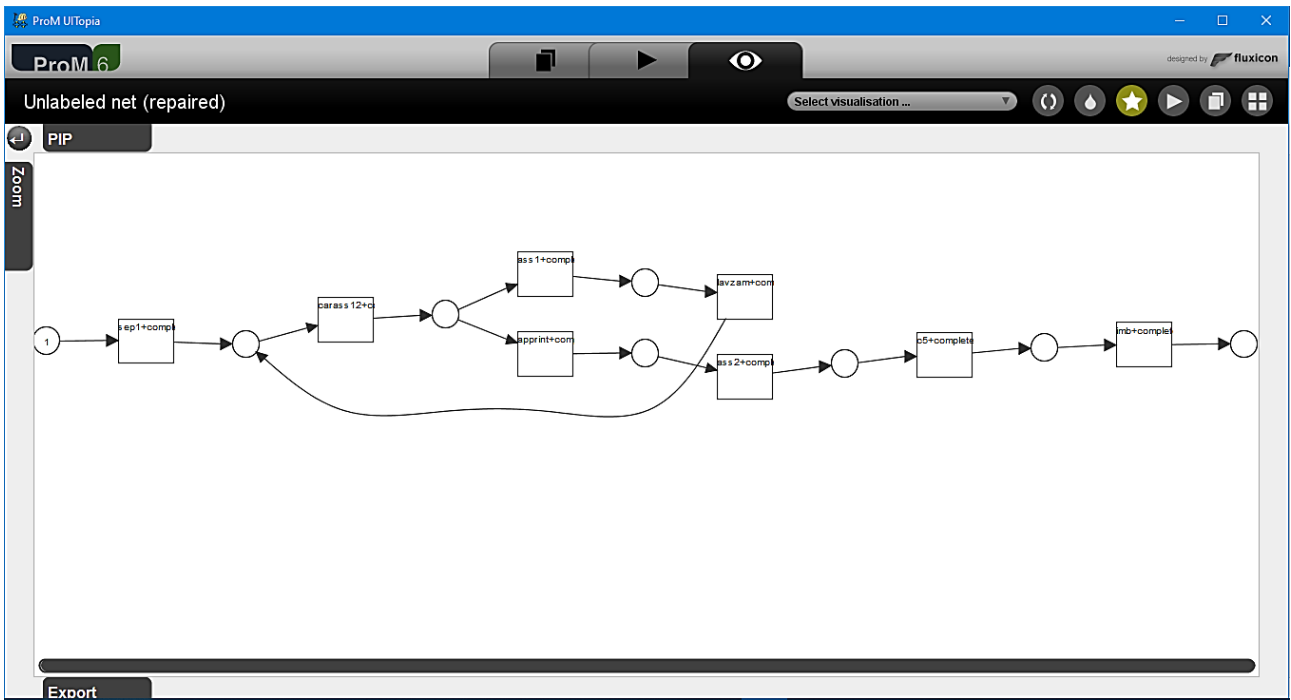 ProM UITopia
ProM 6
designed by fluxicon
Unlabeled net (repaired)
Select visualisation ...
PIP
Zoom
ass1+compl
lavzam+com
carass12+c
sep1+compl
1
apprint+com
ass2+compl
c5+complete
imb+complet
Export